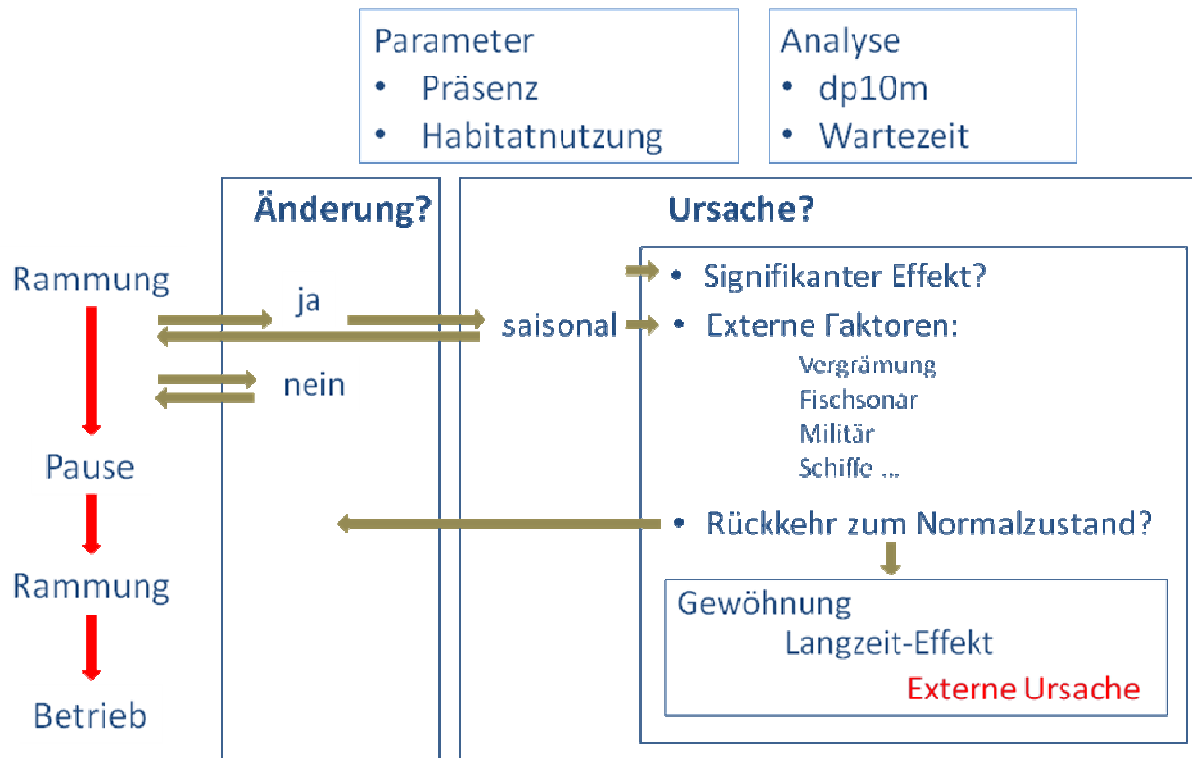 Parameter
• Präsenz
• Habitatnutzung
Analyse
• dp10m
• Wartezeit
Änderung?
Ursache?
Rammung
ja
nein
saisonal
• Signifikanter Effekt?
• Externe Faktoren:
Vergrämung
Fischsonar
Militär
Schiffe ...
Pause
• Rückkehr zum Normalzustand?
Rammung
Gewöhnung
Langzeit-Effekt
Externe Ursache
Betrieb